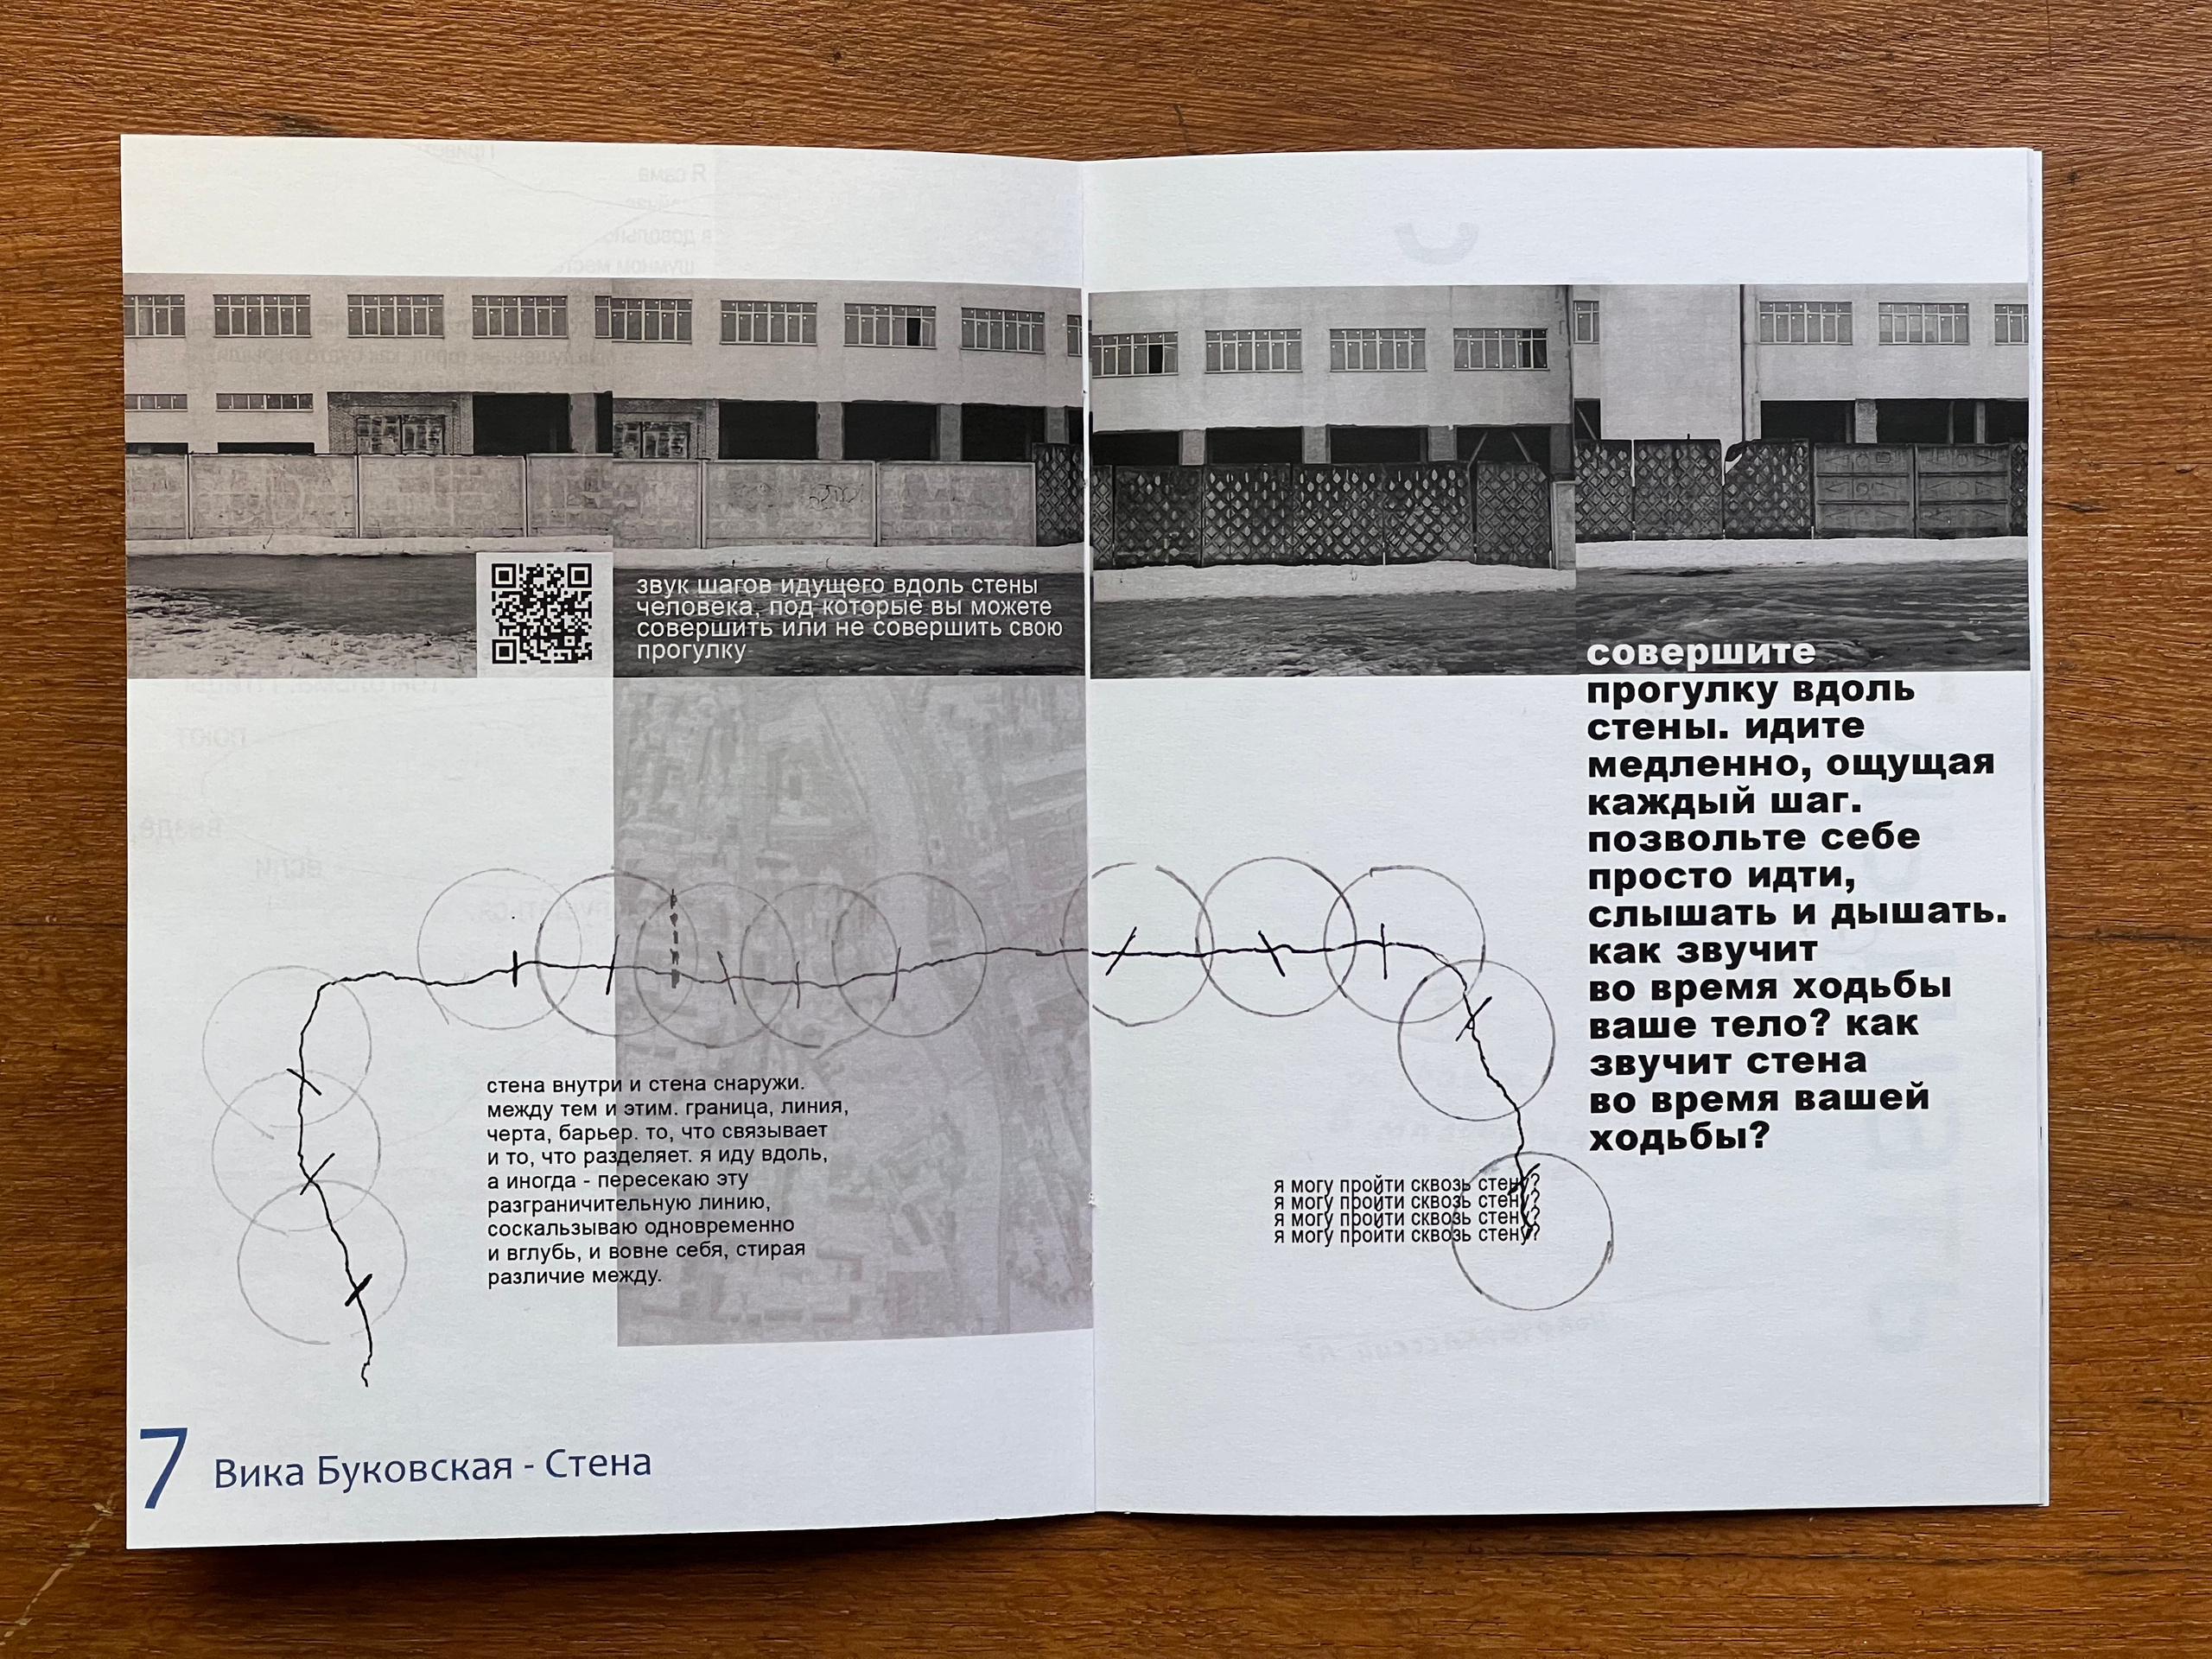 звук шагов идущего вдоль стены
человека, под которые вы можете
совершить или не совершить свою
прогулку
стена внутри и стена снаружи.
между тем и этим. граница, линия,
черта, барьер. то, что связывает
и то, что разделяет. я иду вдоль,
а иногда - пересекаю эту
разграничительную линию,
соскальзываю одновременно
и вглубь, и вовне себя, стирая
различие между.
7 Вика Буковская - Стена
совершите
прогулку вдоль
стены. идите
медленно, ощущая
каждый шаг.
позвольте себе
просто идти,
слышать и дышать.
как звучит
во время ходьбы
ваше тело? как
звучит стена
во время вашей
ходьбы?
я могу пройти сквозь стену?
я могу пройти сквозь стену?
я могу пройти сквозь стену?
я могу пройти сквозь стену?